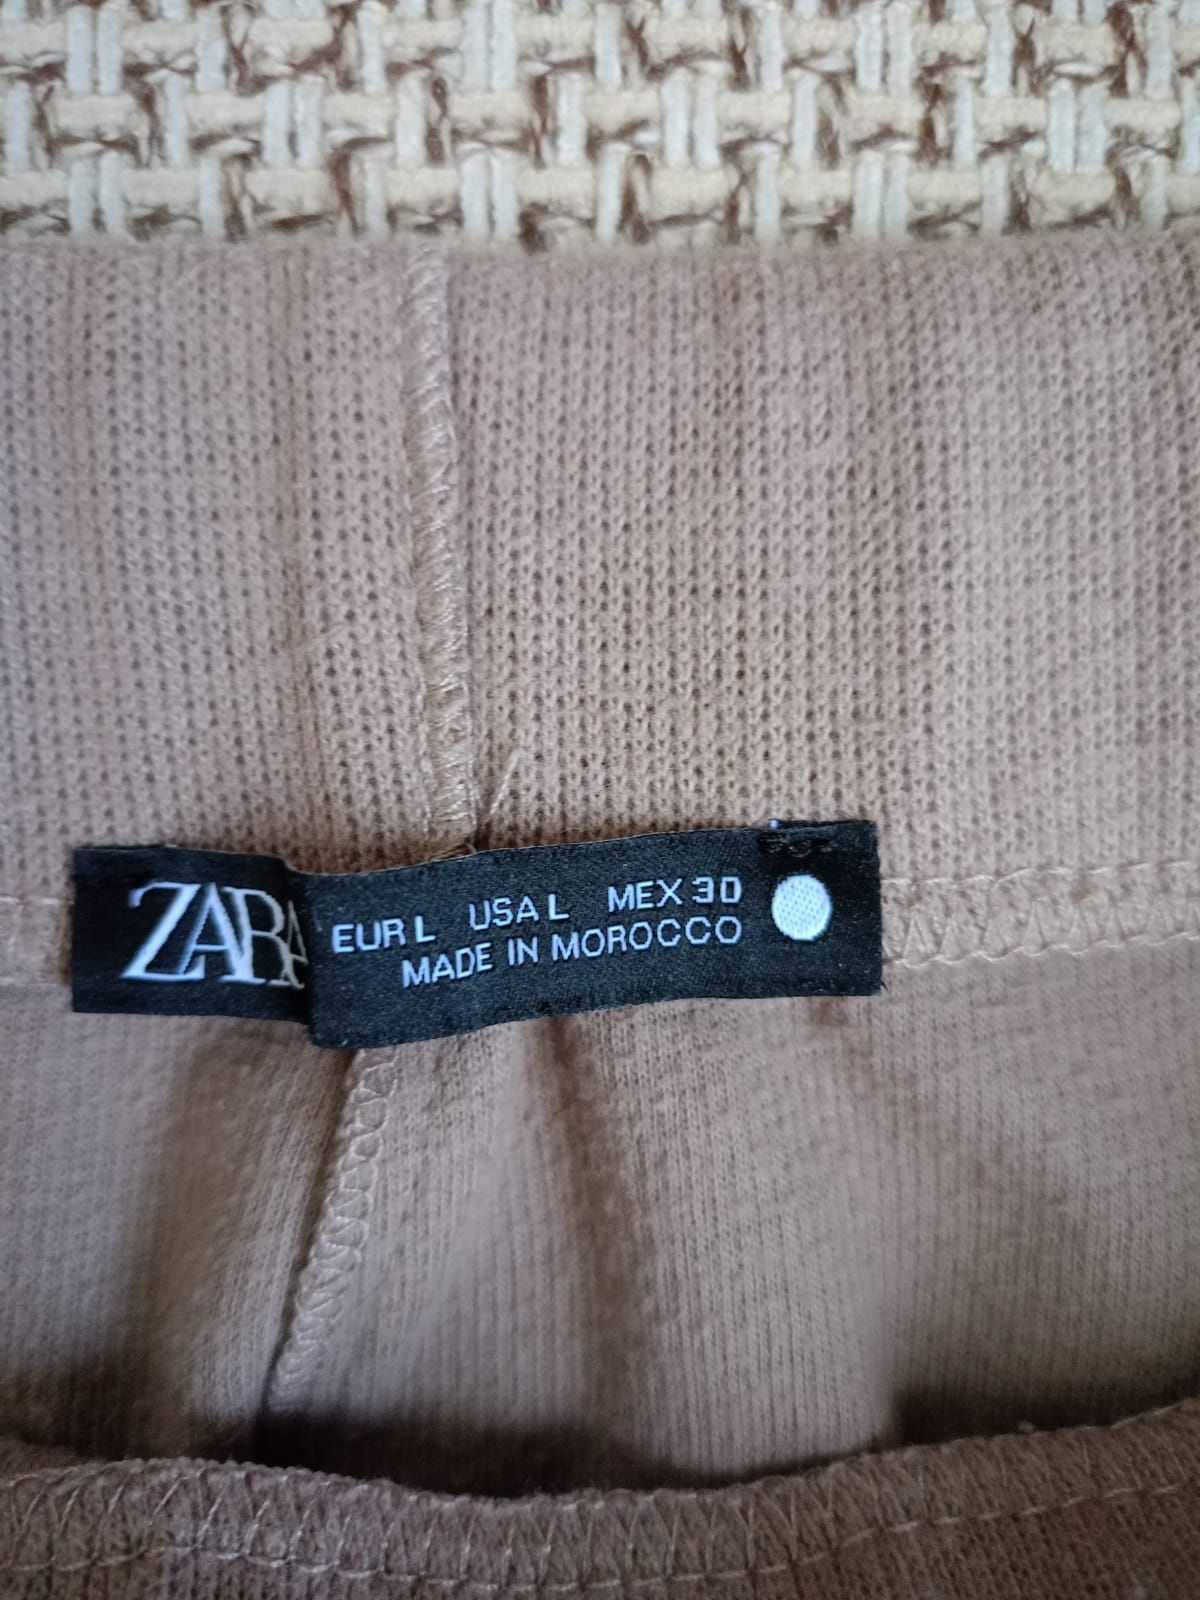 ZARA
EUR L USA L MEX 30
MADE IN MOROCCO